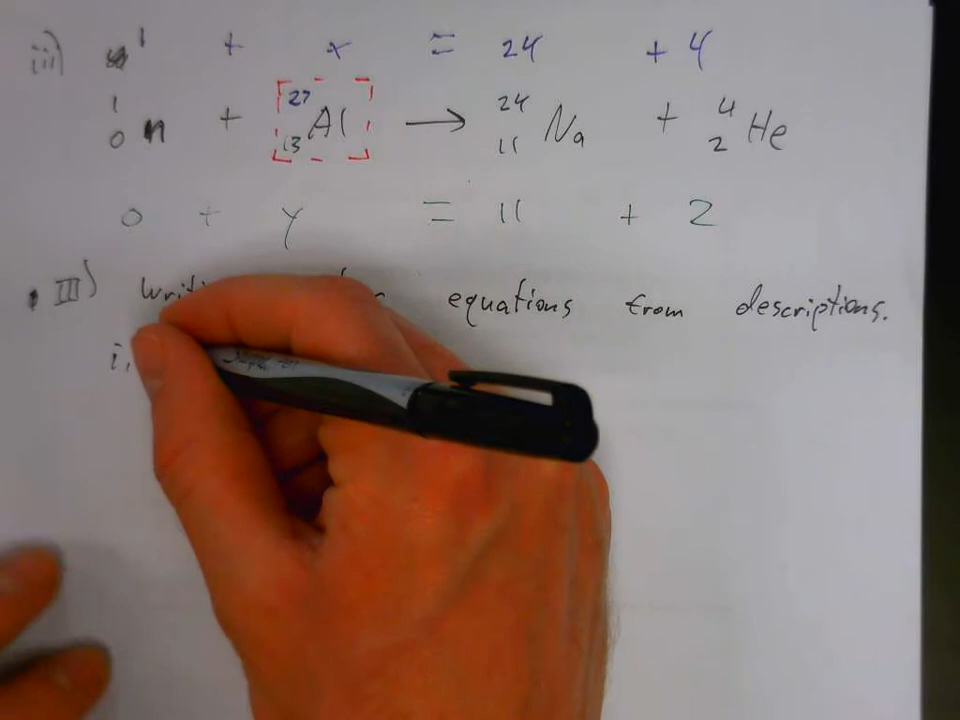 iii) 1 + x = 24 + 4
1 0 n + 27 13 Al → 24 11 Na + 4 2 He
0 + y = 11 + 2
III) equations from descriptions.
i.